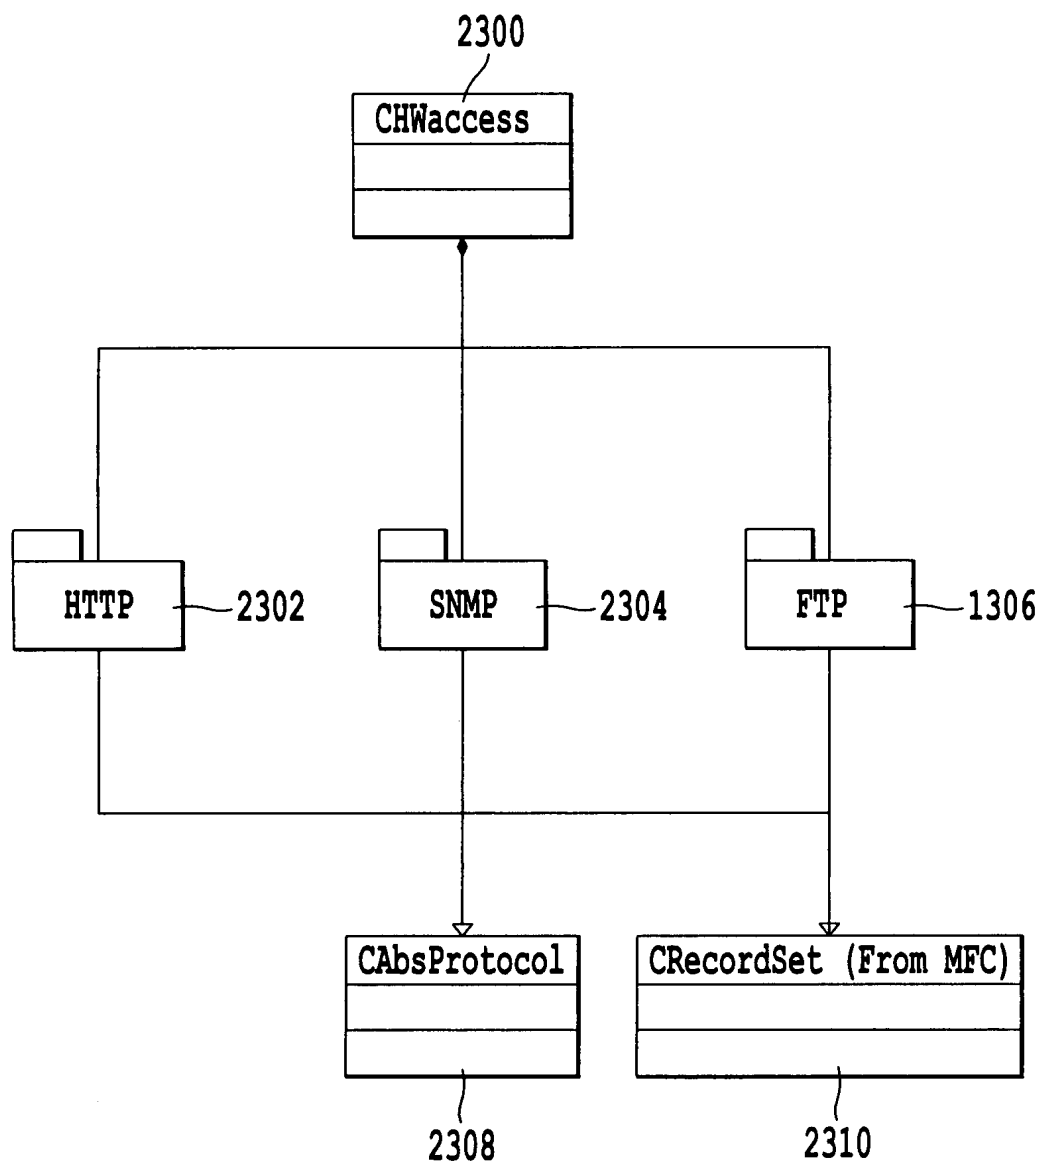 2300
CHWaccess
HTTP
2302
SNMP
2304
FTP
1306
CAbsProtocol
CRecordSet (From MFC)
2308
2310